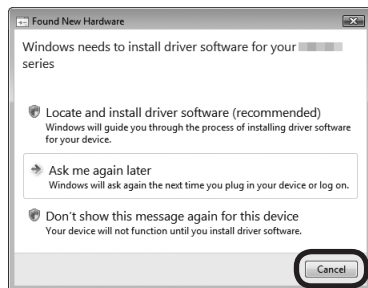 Found New Hardware
Windows needs to install driver software for your
series
Locate and install driver software (recommended)
Windows will guide you through the process of installing driver software
for your device.
Ask me again later
Windows will ask again the next time you plug in your device or log on.
Don't show this message again for this device
Your device will not function until you install driver software.
Cancel